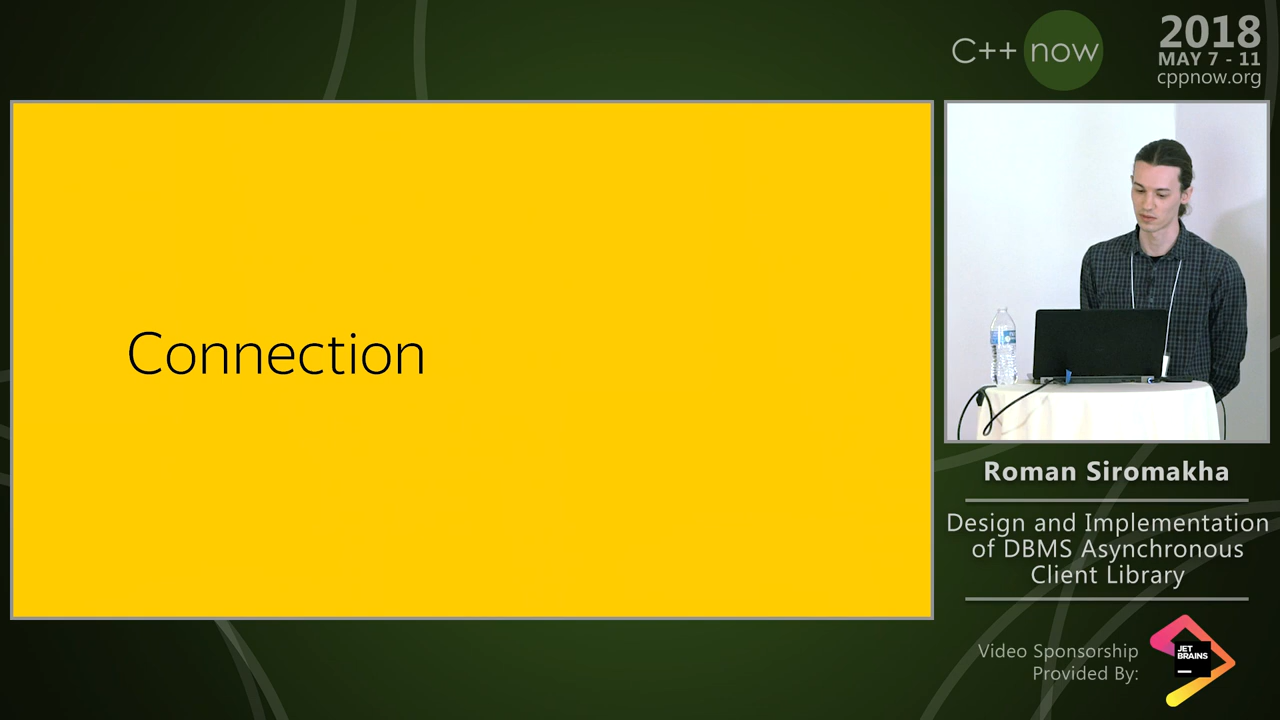 C++ now
2018
MAY 7 - 11
cppnow.org
Connection
Roman Siromakha
Design and Implementation
of DBMS Asynchronous
Client Library
Video Sponsorship
Provided By:
JET
BRAINS